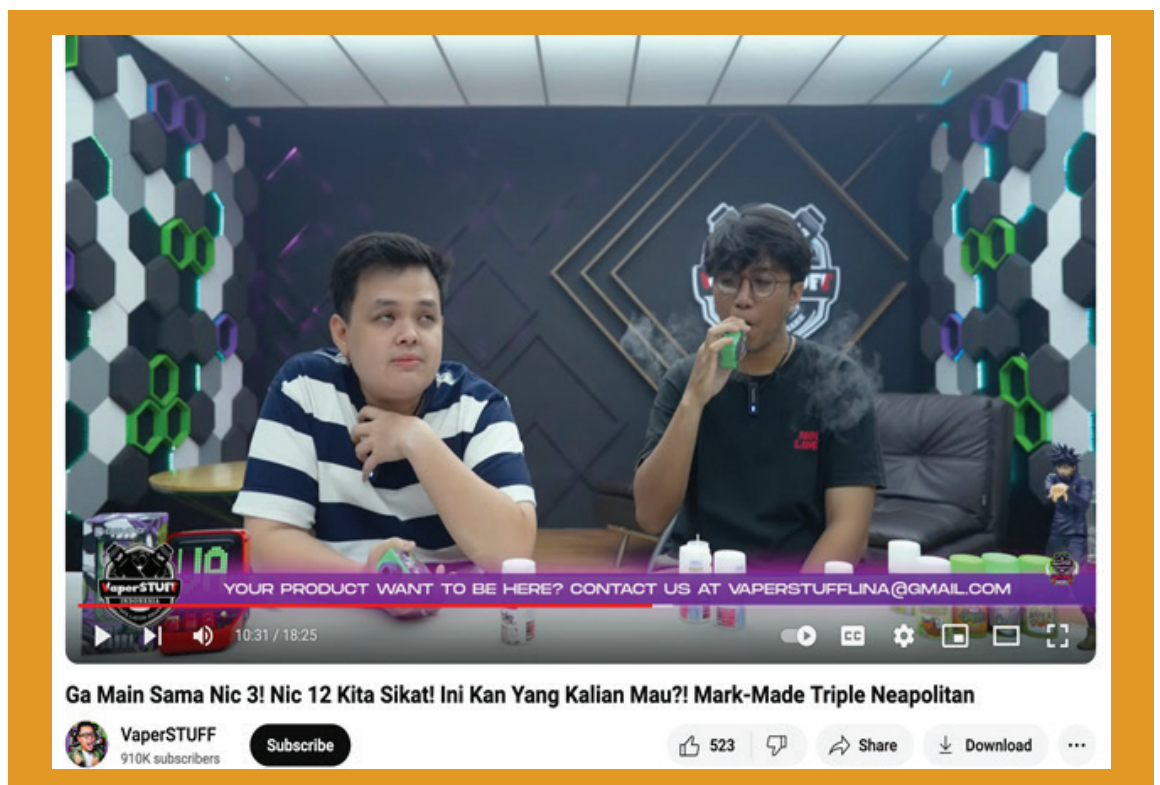 VaperSTUFF
INDONESIA
YOUR PRODUCT WANT TO BE HERE? CONTACT US AT VAPERSTUFFLINA@GMAIL.COM
10:31 / 18:25
CC
Ga Main Sama Nic 3! Nic 12 Kita Sikat! Ini Kan Yang Kalian Mau?! Mark-Made Triple Neapolitan
VaperSTUFF
910K subscribers
Subscribe
523
Share
Download